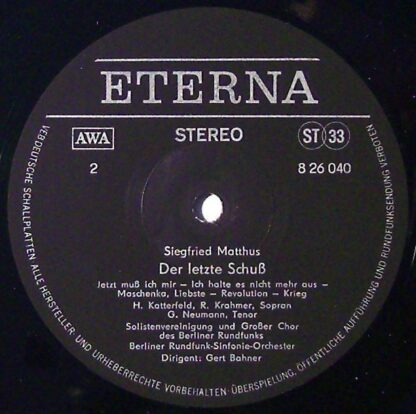 ETERNA
AWA
STEREO
ST 33
2
8 26 040
Siegfried Matthus
Der letzte Schuß
Jetzt muß ich mir – Ich halte es nicht mehr aus –
Maschenka, Liebste – Revolution – Krieg
H. Katterfeld, R. Krahmer, Sopran
G. Neumann, Tenor
Solistenvereinigung und Großer Chor
des Berliner Rundfunks
Berliner Rundfunk-Sinfonie-Orchester
Dirigent: Gert Bahner
VEB DEUTSCHE SCHALLPLATTEN ALLE HERSTELLER- UND URHEBERRECHTE VORBEHALTEN · ÜBERSPIELUNG, ÖFFENTLICHE AUFFÜHRUNG UND RUNDFUNKSENDUNG VERBOTEN